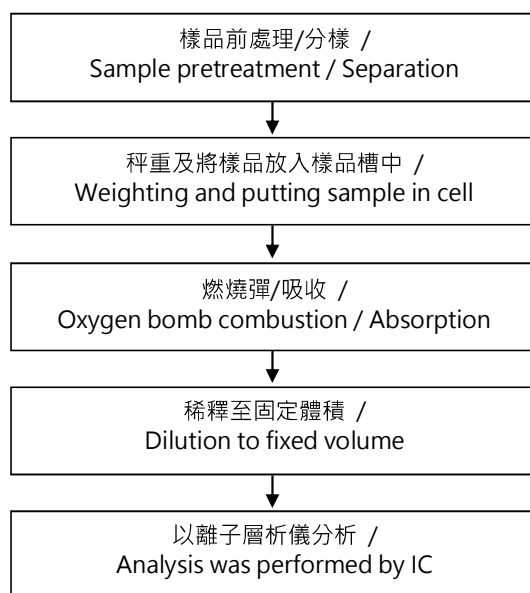 樣品前處理/分樣 /
Sample pretreatment / Separation
秤重及將樣品放入樣品槽中 /
Weighting and putting sample in cell
燃燒彈/吸收 /
Oxygen bomb combustion / Absorption
稀釋至固定體積 /
Dilution to fixed volume
以離子層析儀分析 /
Analysis was performed by IC